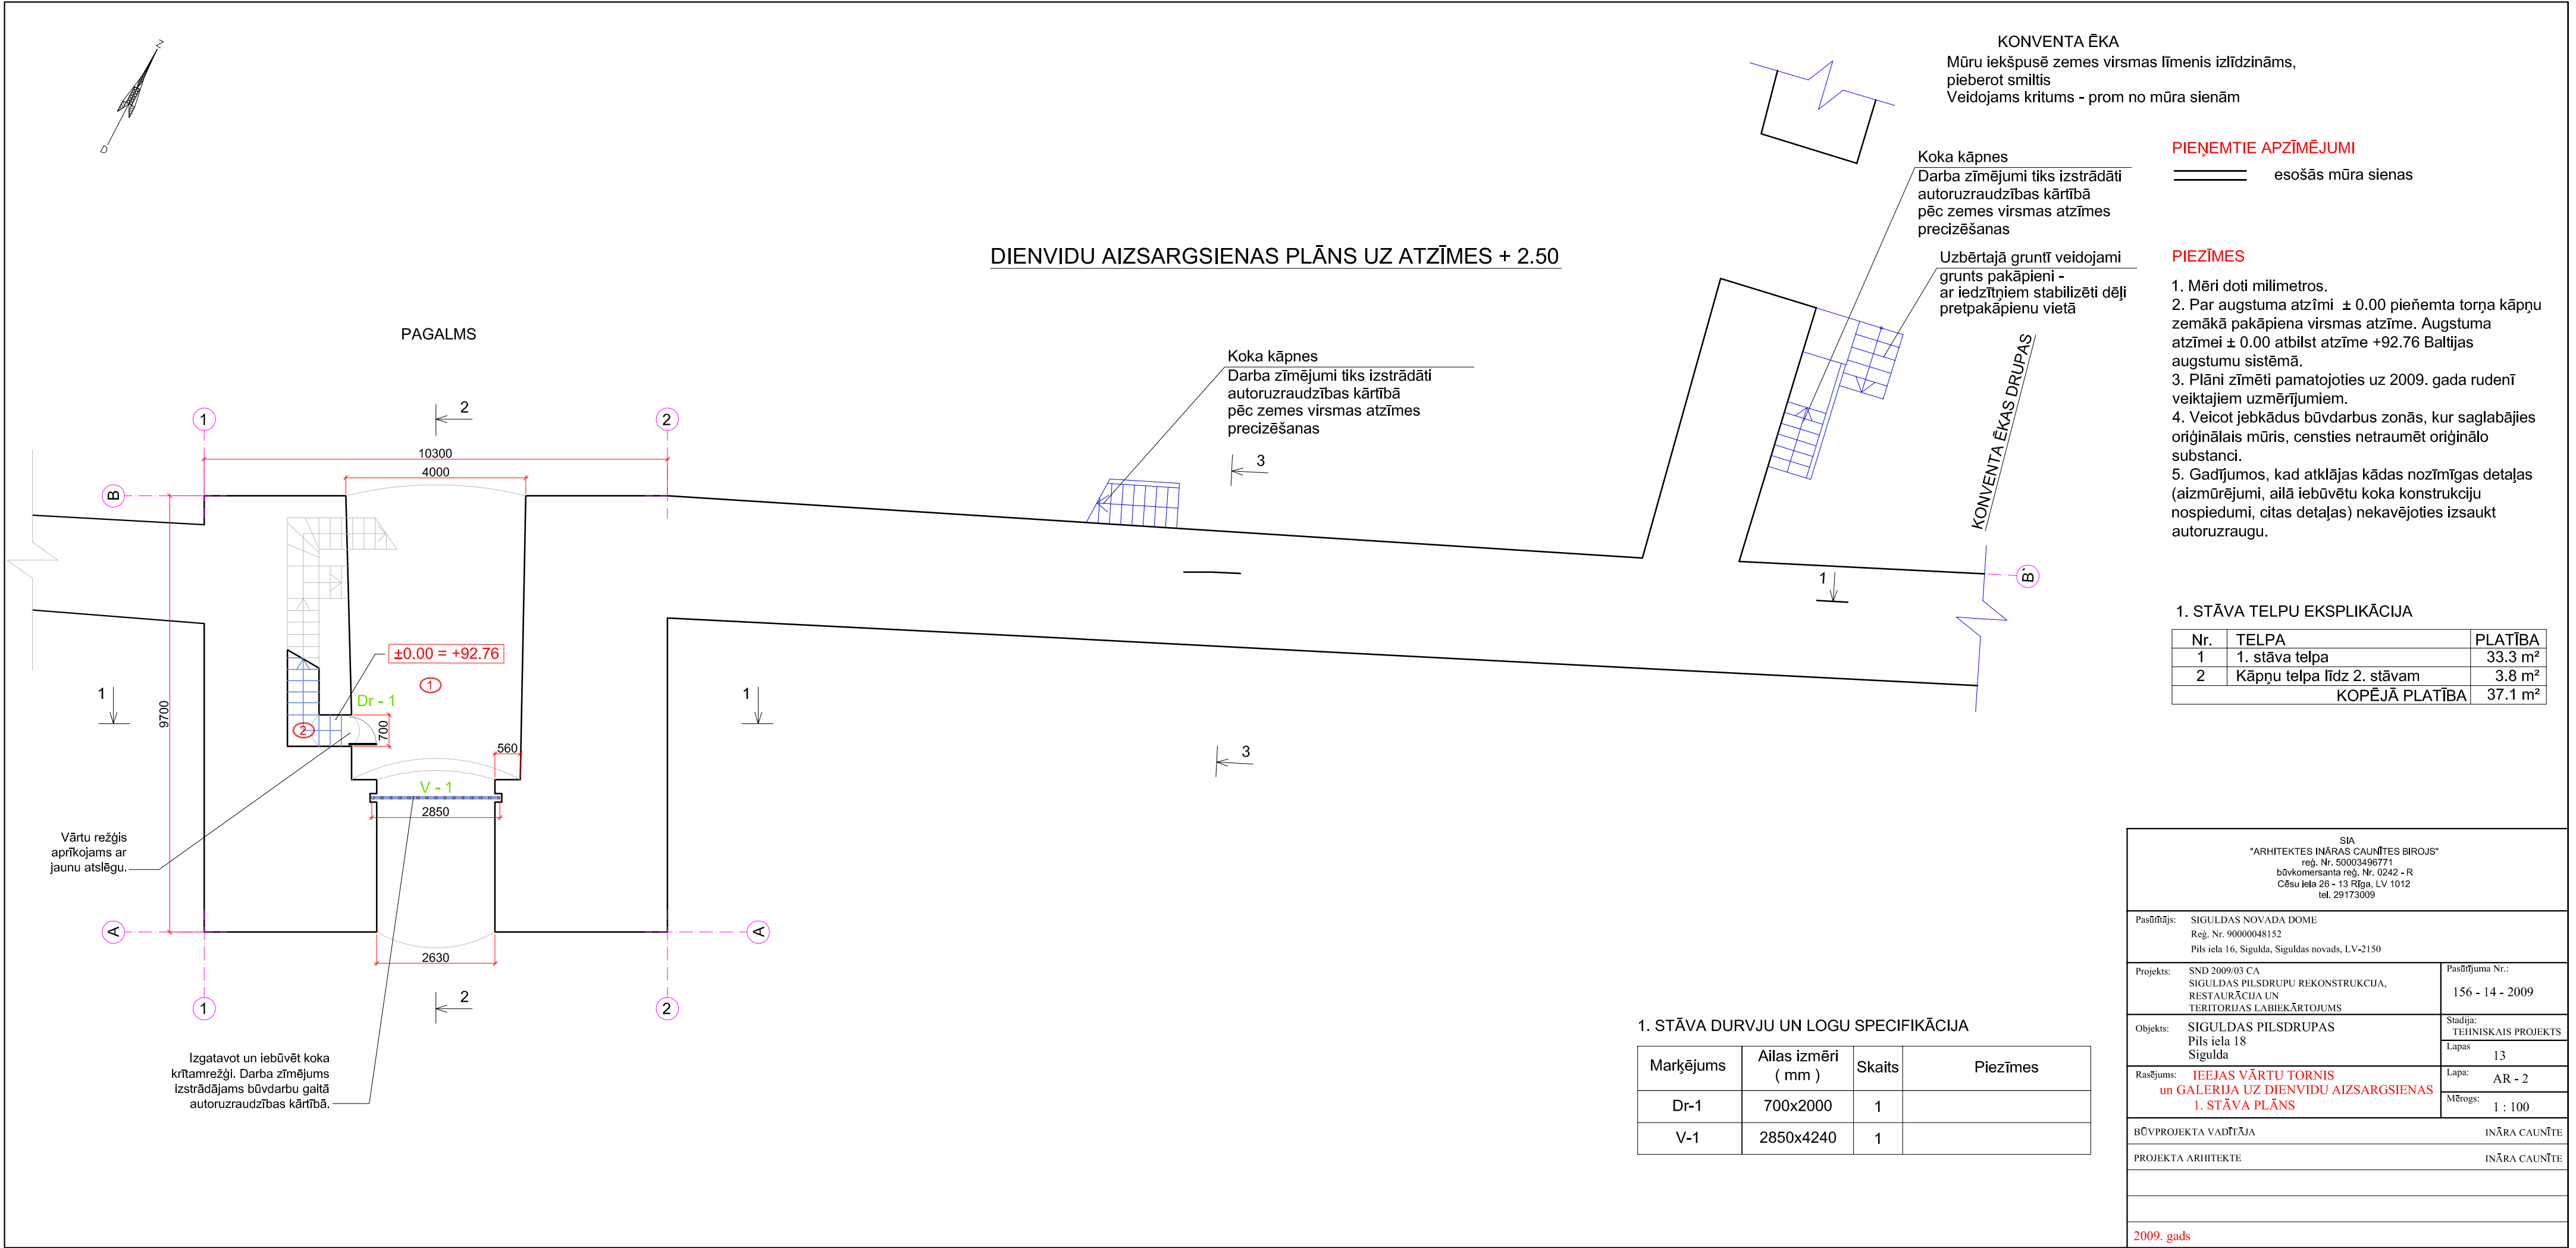 Z
D
KONVENTA ĒKA
Mūru iekšpusē zemes virsmas līmenis izlīdzināms,
pieberot smiltis
Veidojams kritums - prom no mūra sienām
Koka kāpnes
Darba zīmējumi tiks izstrādāti
autoruzraudzības kārtībā
pēc zemes virsmas atzīmes
precizēšanas
Uzbērtajā gruntī veidojami
grunts pakāpieni -
ar iedzītņiem stabilizēti dēļi
pretpakāpienu vietā
PIEŅEMTIE APZĪMĒJUMI
esošās mūra sienas
DIENVIDU AIZSARGSIENAS PLĀNS UZ ATZĪMES + 2.50
PIEZĪMES
1. Mēri doti milimetros.
2. Par augstuma atzîmi ± 0.00 pieňemta torņa kāpņu
zemākā pakāpiena virsmas atzīme. Augstuma
atzīmei ± 0.00 atbilst atzīme +92.76 Baltijas
augstumu sistēmā.
3. Plāni zīmēti pamatojoties uz 2009. gada rudenī
veiktajiem uzmērījumiem.
4. Veicot jebkādus būvdarbus zonās, kur saglabājies
oriģinālais mūris, censties netraumēt oriģinālo
substanci.
5. Gadījumos, kad atklājas kādas nozīmīgas detaļas
(aizmūrējumi, ailā iebūvētu koka konstrukciju
nospiedumi, citas detaļas) nekavējoties izsaukt
autoruzraugu.
PAGALMS
Koka kāpnes
Darba zīmējumi tiks izstrādāti
autoruzraudzības kārtībā
pēc zemes virsmas atzīmes
precizēšanas
KONVENTA ĒKAS DRUPAS
1
2
2
10300
4000
3
B
B`
1
±0.00 = +92.76
1
Dr - 1
1
1
9700
700
2
560
3
V - 1
2850
Vārtu režģis
aprīkojams ar
jaunu atslēgu.
A
A
2630
1
2
2
Izgatavot un iebūvēt koka
krītamrežģi. Darba zīmējums
izstrādājams būvdarbu gaitā
autoruzraudzības kārtībā.
1. STĀVA TELPU EKSPLIKĀCIJA
Nr. TELPA PLATĪBA
1 1. stāva telpa 33.3 m²
2 Kāpņu telpa līdz 2. stāvam 3.8 m²
KOPĒJĀ PLATĪBA 37.1 m²
1. STĀVA DURVJU UN LOGU SPECIFIKĀCIJA
Marķējums Ailas izmēri ( mm ) Skaits Piezīmes
Dr-1 700x2000 1
V-1 2850x4240 1
SIA
"ARHITEKTES INĀRAS CAUNĪTES BIROJS"
reģ. Nr. 50003496771
būvkomersanta reģ. Nr. 0242 - R
Cēsu iela 26 - 13 Rīga, LV 1012
tel. 29173009
Pasūtītājs: SIGULDAS NOVADA DOME
Reģ. Nr. 90000048152
Pils iela 16, Sigulda, Siguldas novads, LV-2150
Projekts: SND 2009/03 CA
SIGULDAS PILSDRUPU REKONSTRUKCIJA,
RESTAURĀCIJA UN
TERITORIJAS LABIEKĀRTOJUMS
Pasūtījuma Nr.:
156 - 14 - 2009
Objekts: SIGULDAS PILSDRUPAS
Pils iela 18
Sigulda
Stadija:
TEHNISKAIS PROJEKTS
Lapas
13
Rasējums: IEEJAS VĀRTU TORNIS
un GALERIJA UZ DIENVIDU AIZSARGSIENAS
1. STĀVA PLĀNS
Lapa: AR - 2
Mērogs: 1 : 100
BŪVPROJEKTA VADĪTĀJA INĀRA CAUNĪTE
PROJEKTA ARHITEKTE INĀRA CAUNĪTE
2009. gads